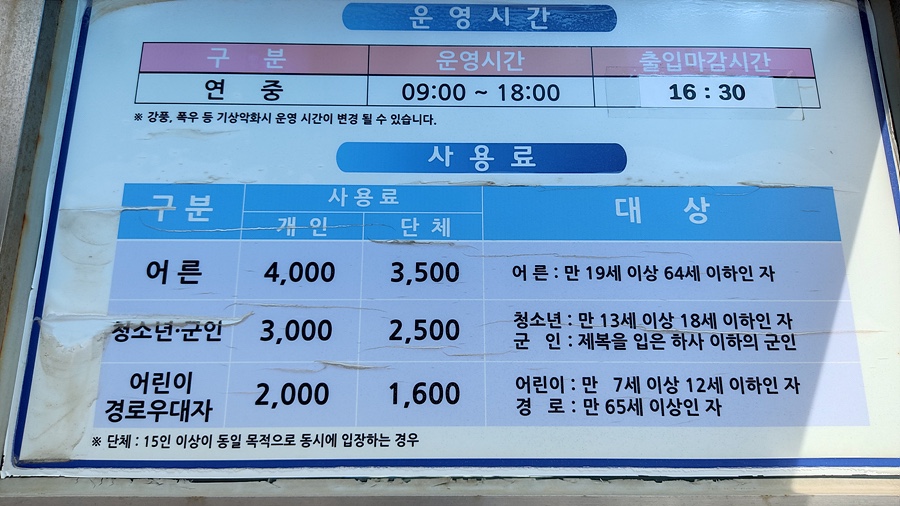 운영시간
구 분 운영시간 출입마감시간
연 중 09:00 ~ 18:00 16 : 30
※ 강풍, 폭우 등 기상악화시 운영 시간이 변경 될 수 있습니다.
사용료
구분 사용료 대 상
개 인 단 체
어 른 4,000 3,500 어 른 : 만 19세 이상 64세 이하인 자
청소년·군인 3,000 2,500 청소년 : 만 13세 이상 18세 이하인 자
군 인 : 제복을 입은 하사 이하의 군인
어린이 2,000 1,600 어린이 : 만 7세 이상 12세 이하인 자
경로우대자 경 로 : 만 65세 이상인 자
※ 단체 : 15인 이상이 동일 목적으로 동시에 입장하는 경우